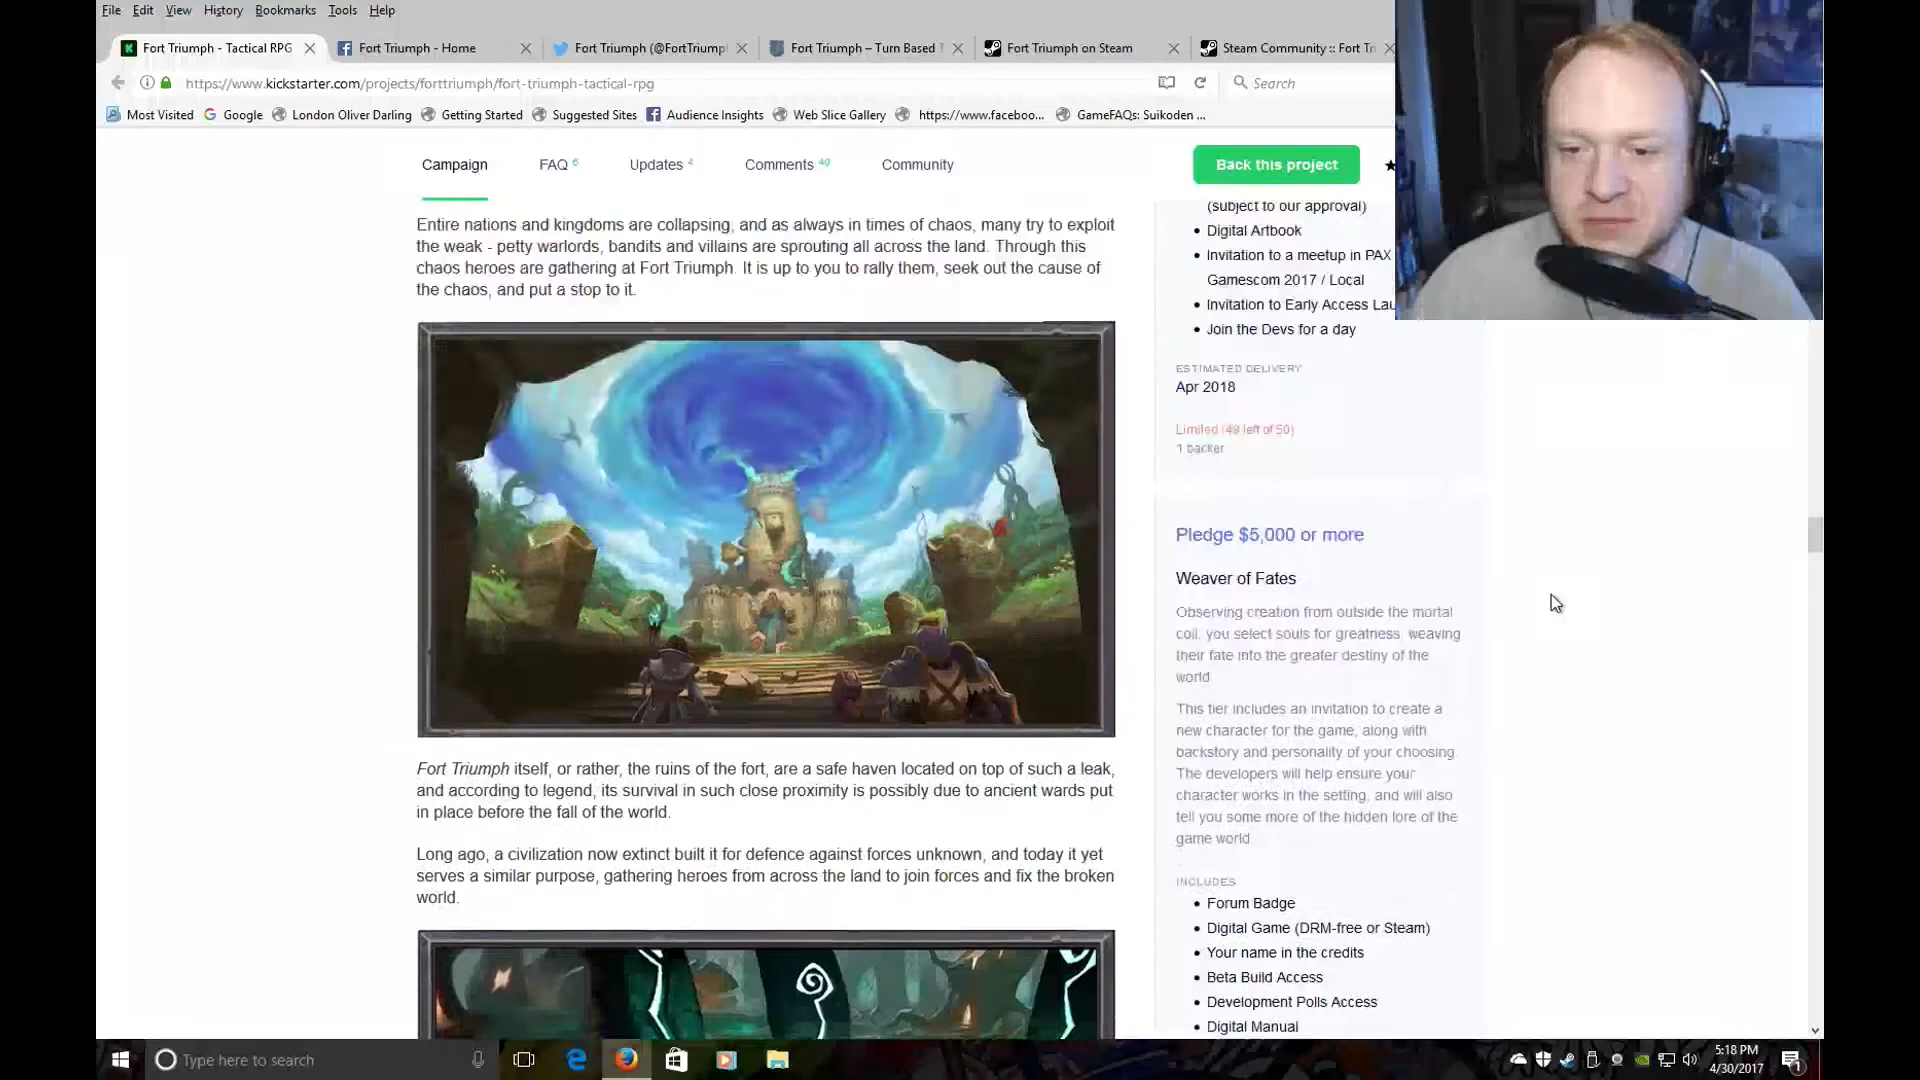 File Edit View History Bookmarks Tools Help
Fort Triumph - Tactical RPG
Fort Triumph - Home
Fort Triumph (@FortTriump
Fort Triumph – Turn Based
Fort Triumph on Steam
Steam Community :: Fort Tr
https://www.kickstarter.com/projects/forttriumph/fort-triumph-tactical-rpg
Search
Most Visited Google London Oliver Darling Getting Started Suggested Sites Audience Insights Web Slice Gallery https://www.faceboo... GameFAQs: Suikoden ...
Campaign FAQ 6 Updates 4 Comments 40 Community
Back this project
Entire nations and kingdoms are collapsing, and as always in times of chaos, many try to exploit
the weak - petty warlords, bandits and villains are sprouting all across the land. Through this
chaos heroes are gathering at Fort Triumph. It is up to you to rally them, seek out the cause of
the chaos, and put a stop to it.
Fort Triumph itself, or rather, the ruins of the fort, are a safe haven located on top of such a leak,
and according to legend, its survival in such close proximity is possibly due to ancient wards put
in place before the fall of the world.
Long ago, a civilization now extinct built it for defence against forces unknown, and today it yet
serves a similar purpose, gathering heroes from across the land to join forces and fix the broken
world.
(subject to our approval)
Digital Artbook
Invitation to a meetup in PAX
Gamescom 2017 / Local
Invitation to Early Access Lau
Join the Devs for a day
ESTIMATED DELIVERY
Apr 2018
Limited (49 left of 50)
1 backer
Pledge $5,000 or more
Weaver of Fates
Observing creation from outside the mortal
coil, you select souls for greatness, weaving
their fate into the greater destiny of the
world
This tier includes an invitation to create a
new character for the game, along with
backstory and personality of your choosing.
The developers will help ensure your
character works in the setting, and will also
tell you some more of the hidden lore of the
game world
INCLUDES
Forum Badge
Digital Game (DRM-free or Steam)
Your name in the credits
Beta Build Access
Development Polls Access
Digital Manual
Type here to search
5:18 PM
4/30/2017
1